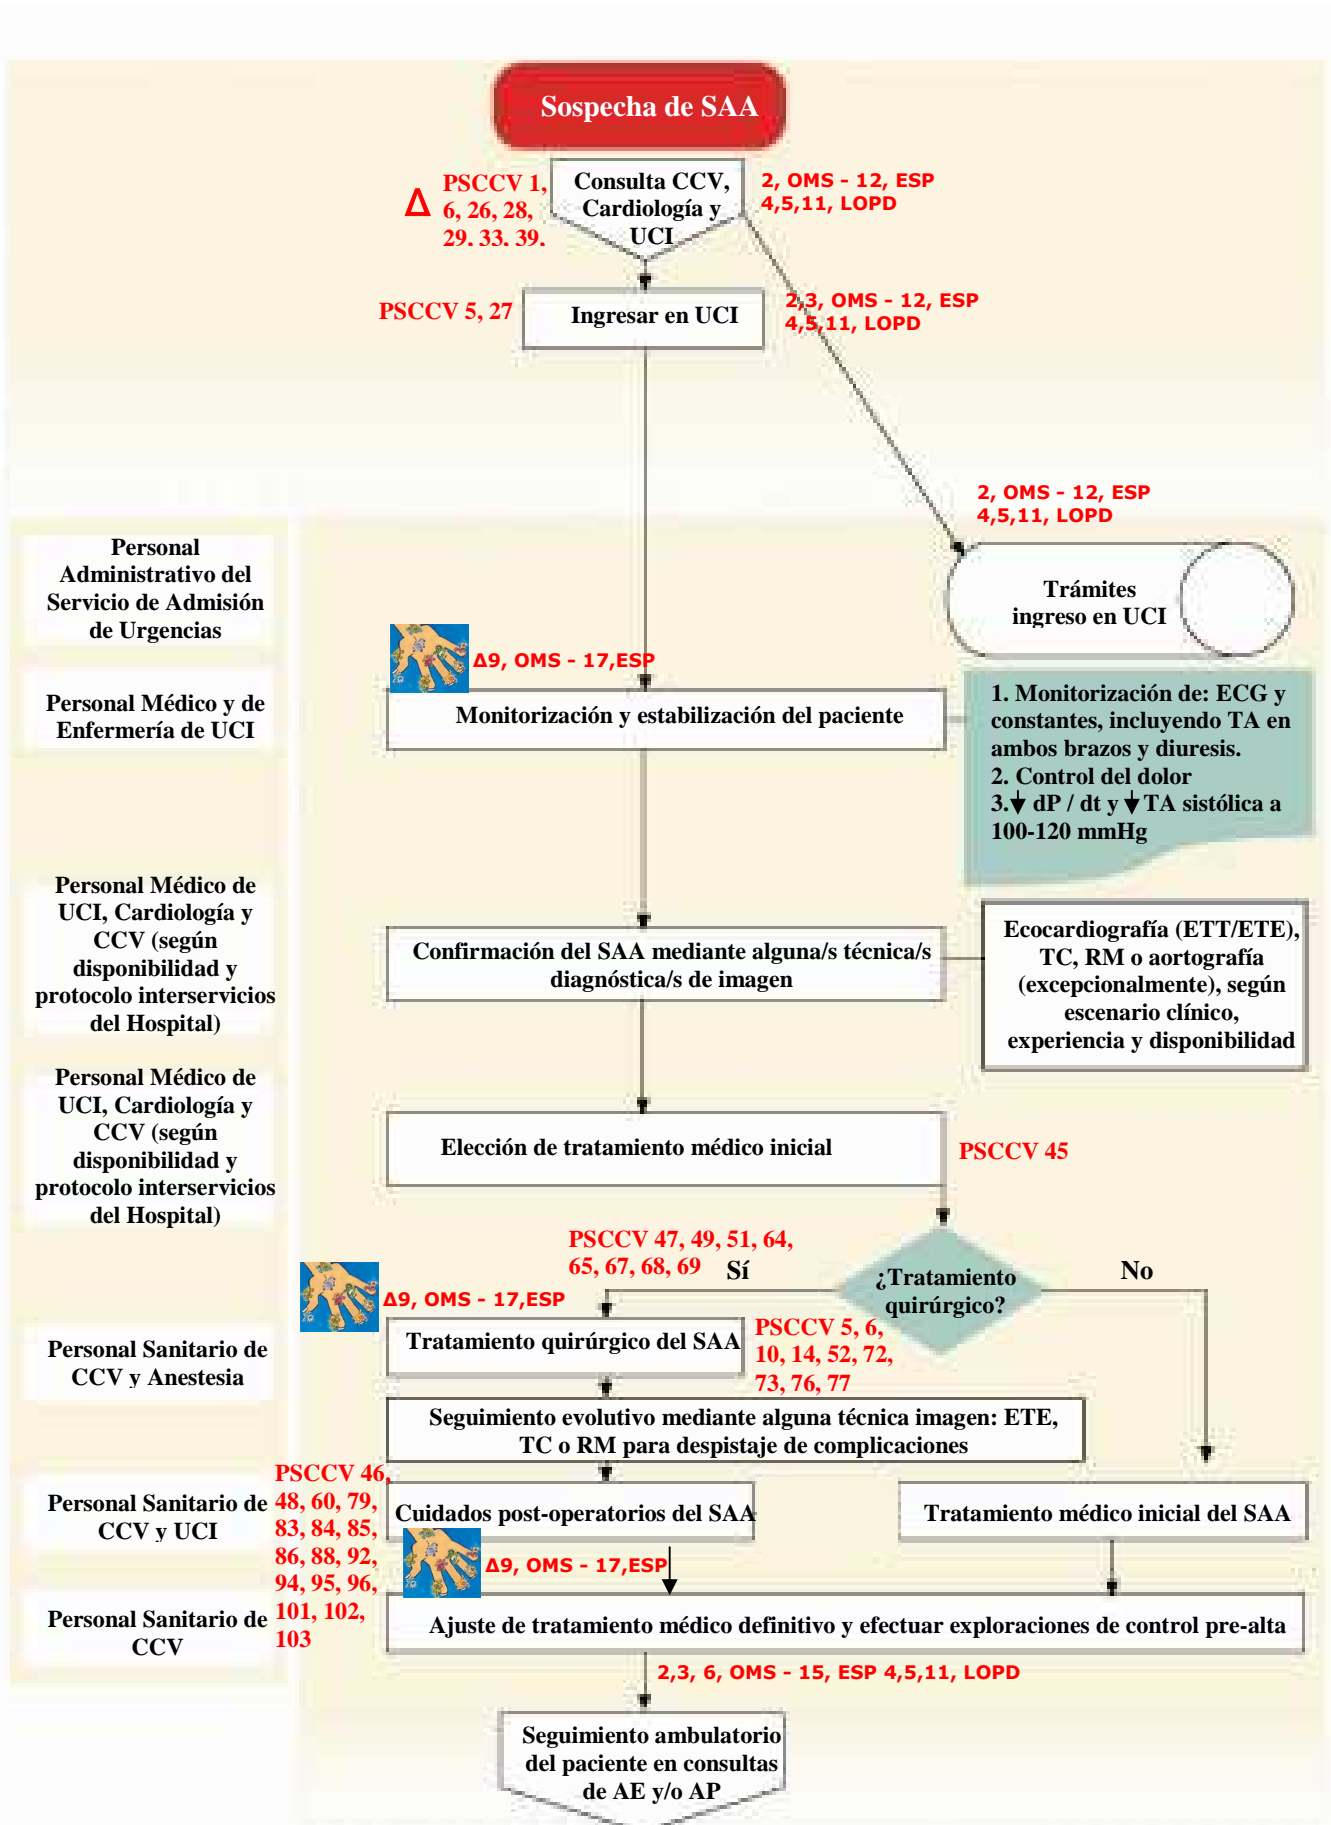 Sospecha de SAA
PSCCV 1,
6, 26, 28,
29, 33, 39,
Consulta CCV,
Cardiología y
UCI
2, OMS - 12, ESP
4,5,11, LOPD
PSCCV 5, 27
Ingresar en UCI
2,3, OMS - 12, ESP
4,5,11, LOPD
2, OMS - 12, ESP
4,5,11, LOPD
Personal
Administrativo del
Servicio de Admisión
de Urgencias
Trámites
ingreso en UCI
Δ
Δ9, OMS - 17,ESP
Personal Médico y de
Enfermería de UCI
Monitorización y estabilización del paciente
1. Monitorización de: ECG y
constantes, incluyendo TA en
ambos brazos y diuresis.
2. Control del dolor
3.↓ dP / dt y ↓ TA sistólica a
100-120 mmHg
Personal Médico de
UCI, Cardiología y
CCV (según
disponibilidad y
protocolo interservicios
del Hospital)
Confirmación del SAA mediante alguna/s técnica/s
diagnóstica/s de imagen
Ecocardiografía (ETT/ETE),
TC, RM o aortografía
(excepcionalmente), según
escenario clínico,
experiencia y disponibilidad
Personal Médico de
UCI, Cardiología y
CCV (según
disponibilidad y
protocolo interservicios
del Hospital)
Elección de tratamiento médico inicial
PSCCV 45
PSCCV 47, 49, 51, 64,
65, 67, 68, 69
Sí
¿Tratamiento
quirúrgico?
No
Δ9, OMS - 17,ESP
Personal Sanitario de
CCV y Anestesia
Tratamiento quirúrgico del SAA
PSCCV 5, 6,
10, 14, 52, 72,
73, 76, 77
Seguimiento evolutivo mediante alguna técnica imagen: ETE,
TC o RM para despistaje de complicaciones
Personal Sanitario de
CCV y UCI
PSCCV 46,
48, 60, 79,
83, 84, 85,
86, 88, 92,
94, 95, 96,
101, 102,
103
Cuidados post-operatorios del SAA
Tratamiento médico inicial del SAA
Δ9, OMS - 17,ESP
Personal Sanitario de
CCV
Ajuste de tratamiento médico definitivo y efectuar exploraciones de control pre-alta
2,3, 6, OMS - 15, ESP 4,5,11, LOPD
Seguimiento ambulatorio
del paciente en consultas
de AE y/o AP